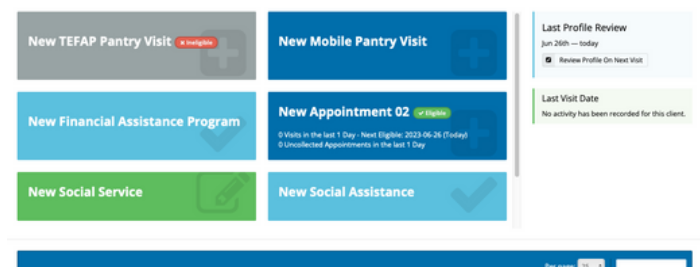 New TEFAP Pantry Visit × Ineligible
New Mobile Pantry Visit
New Financial Assistance Program
New Appointment 02 ✓ Eligible
0 Visits in the last 1 Day - Next Eligible: 2023-06-26 (Today)
0 Uncollected Appointments in the last 1 Day
New Social Service
New Social Assistance
Last Profile Review
Jun 26th — today
Review Profile On Next Visit
Last Visit Date
No activity has been recorded for this client.
Per page: 25